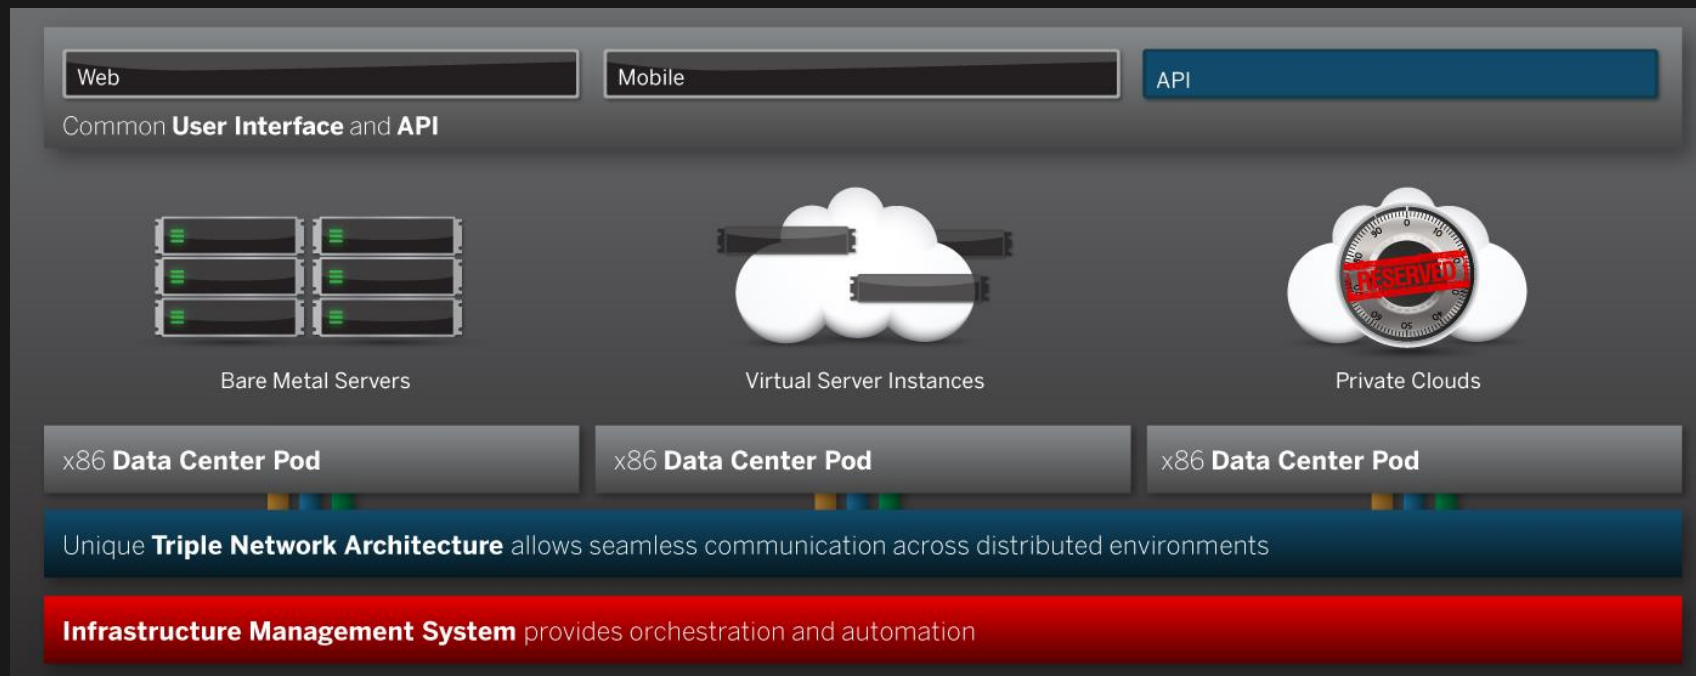 Web
Mobile
API
Common User Interface and API
RESERVED
Bare Metal Servers
Virtual Server Instances
Private Clouds
x86 Data Center Pod
x86 Data Center Pod
x86 Data Center Pod
Unique Triple Network Architecture allows seamless communication across distributed environments
Infrastructure Management System provides orchestration and automation